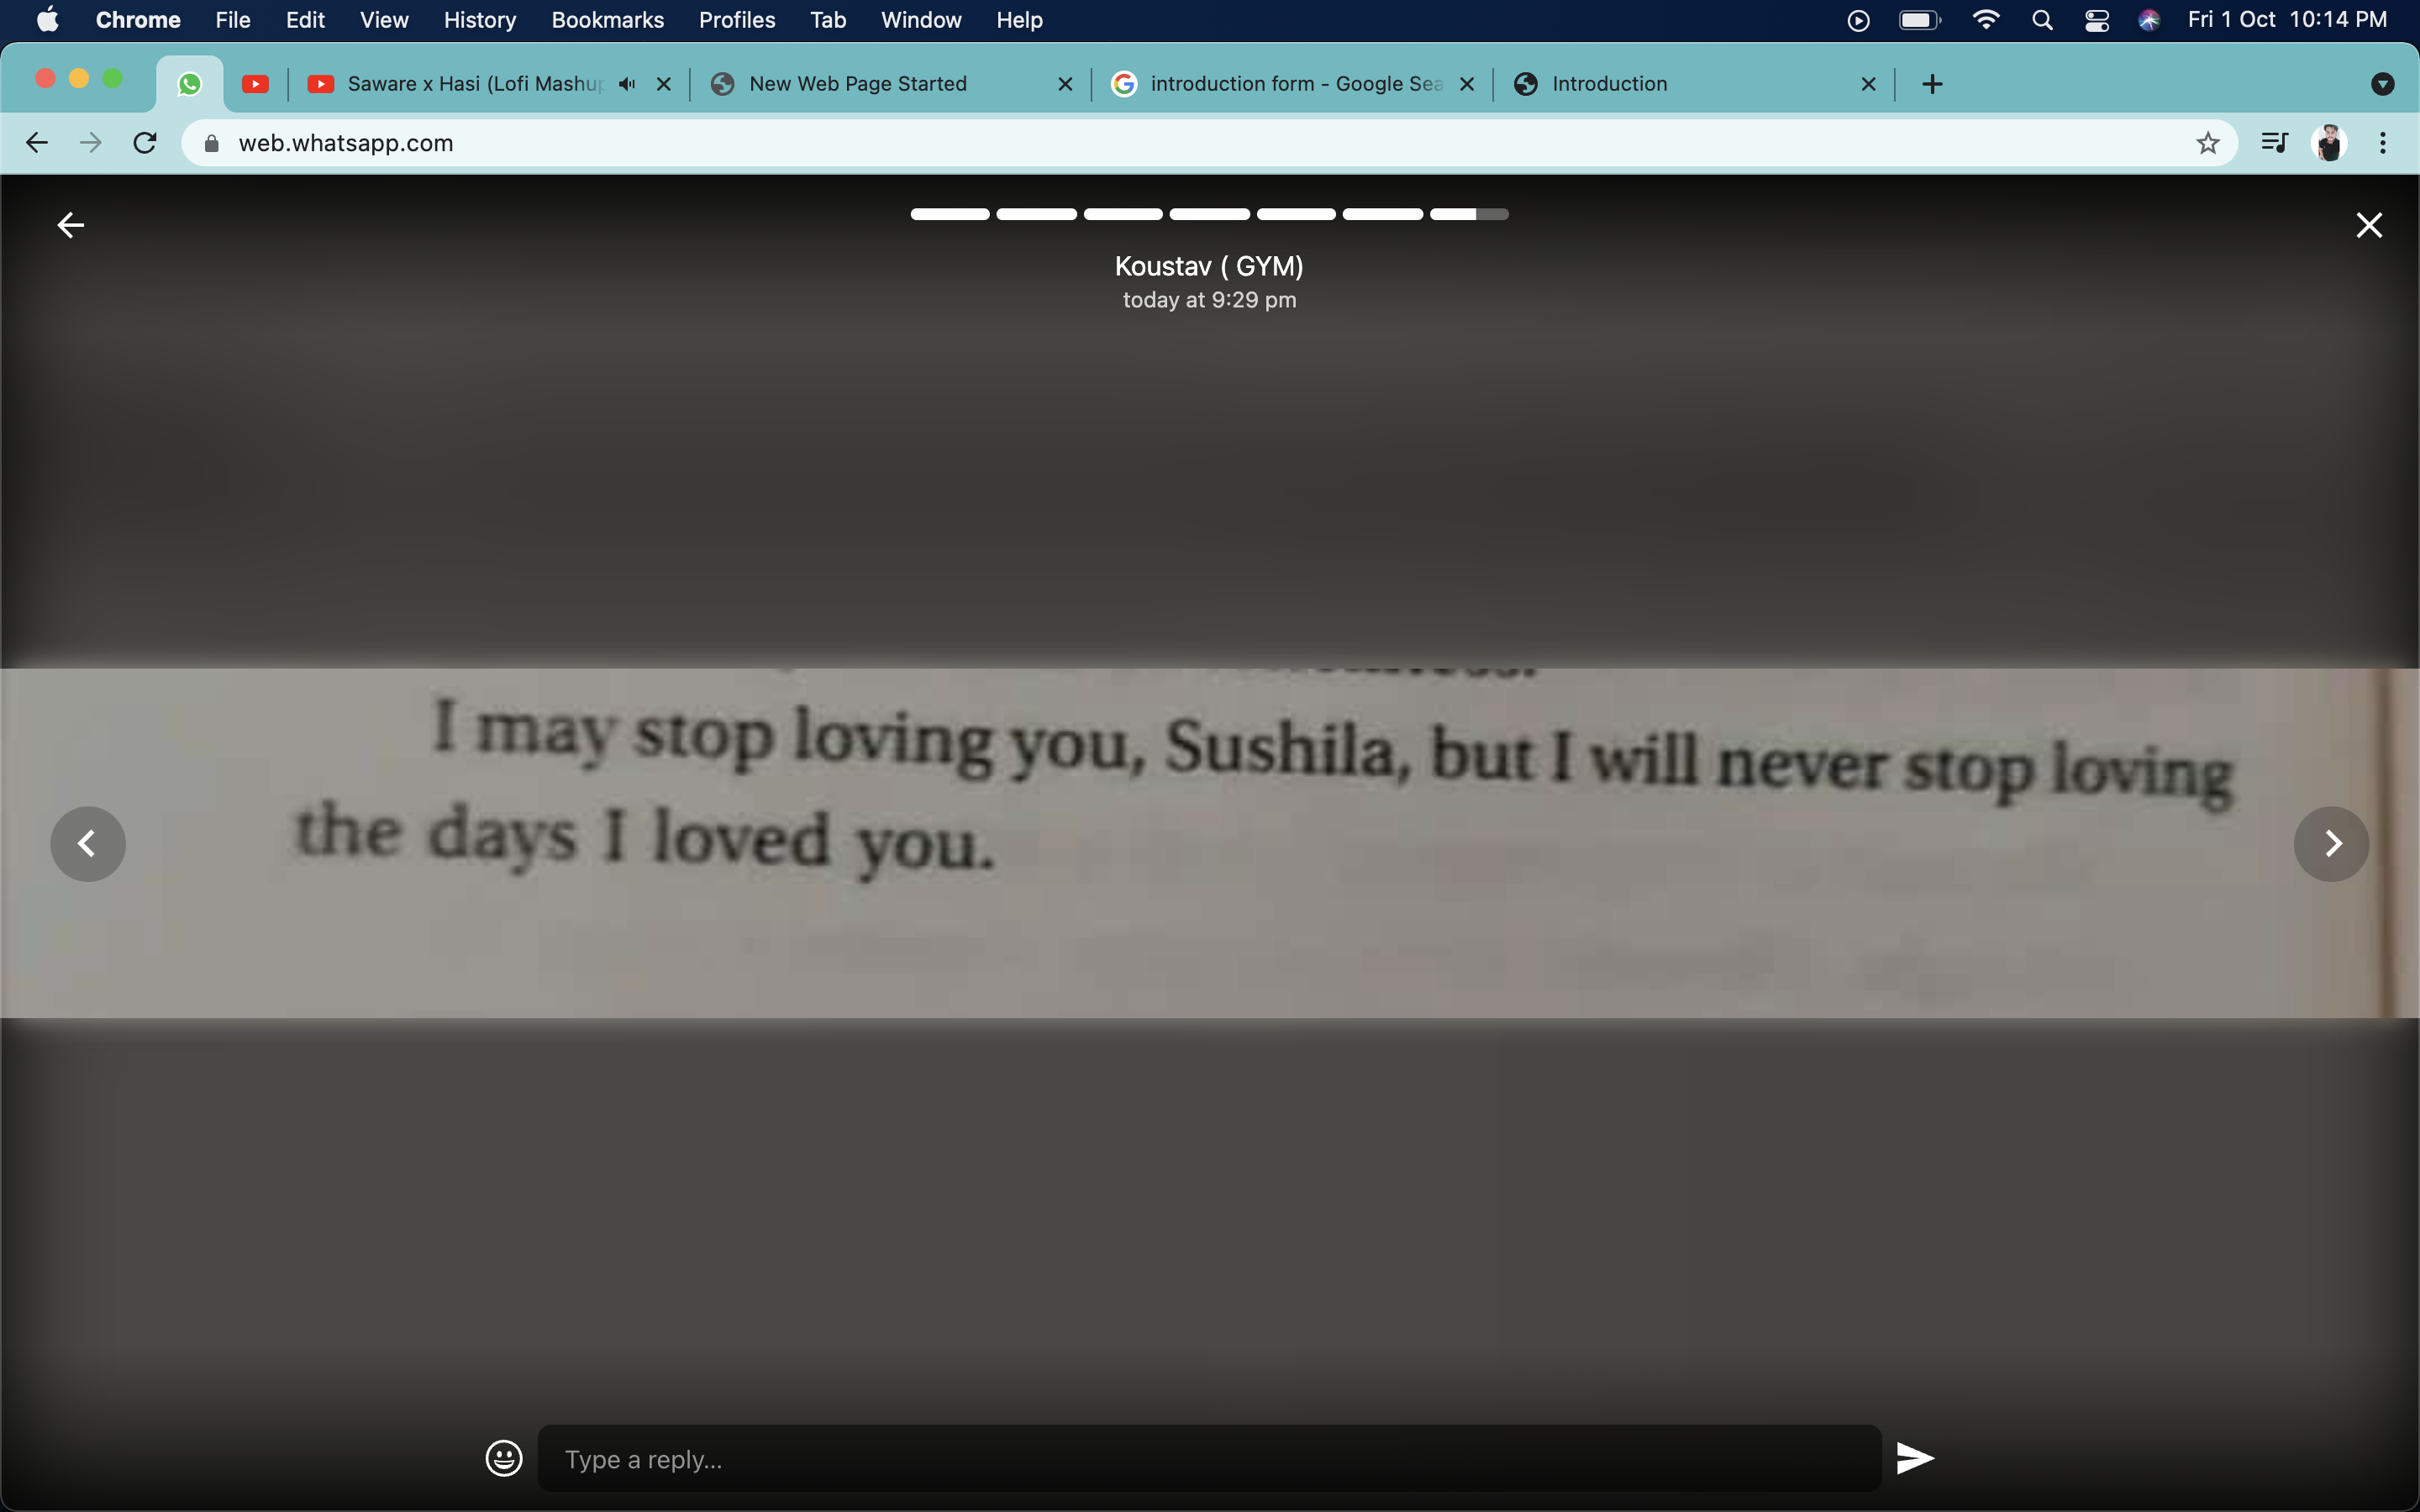 Chrome File Edit View History Bookmarks Profiles Tab Window Help Fri 1 Oct 10:14 PM
Saware x Hasi (Lofi Mashup New Web Page Started introduction form - Google Sea Introduction
web.whatsapp.com
Koustav ( GYM)
today at 9:29 pm
I may stop loving you, Sushila, but I will never stop loving
the days I loved you.
Type a reply...